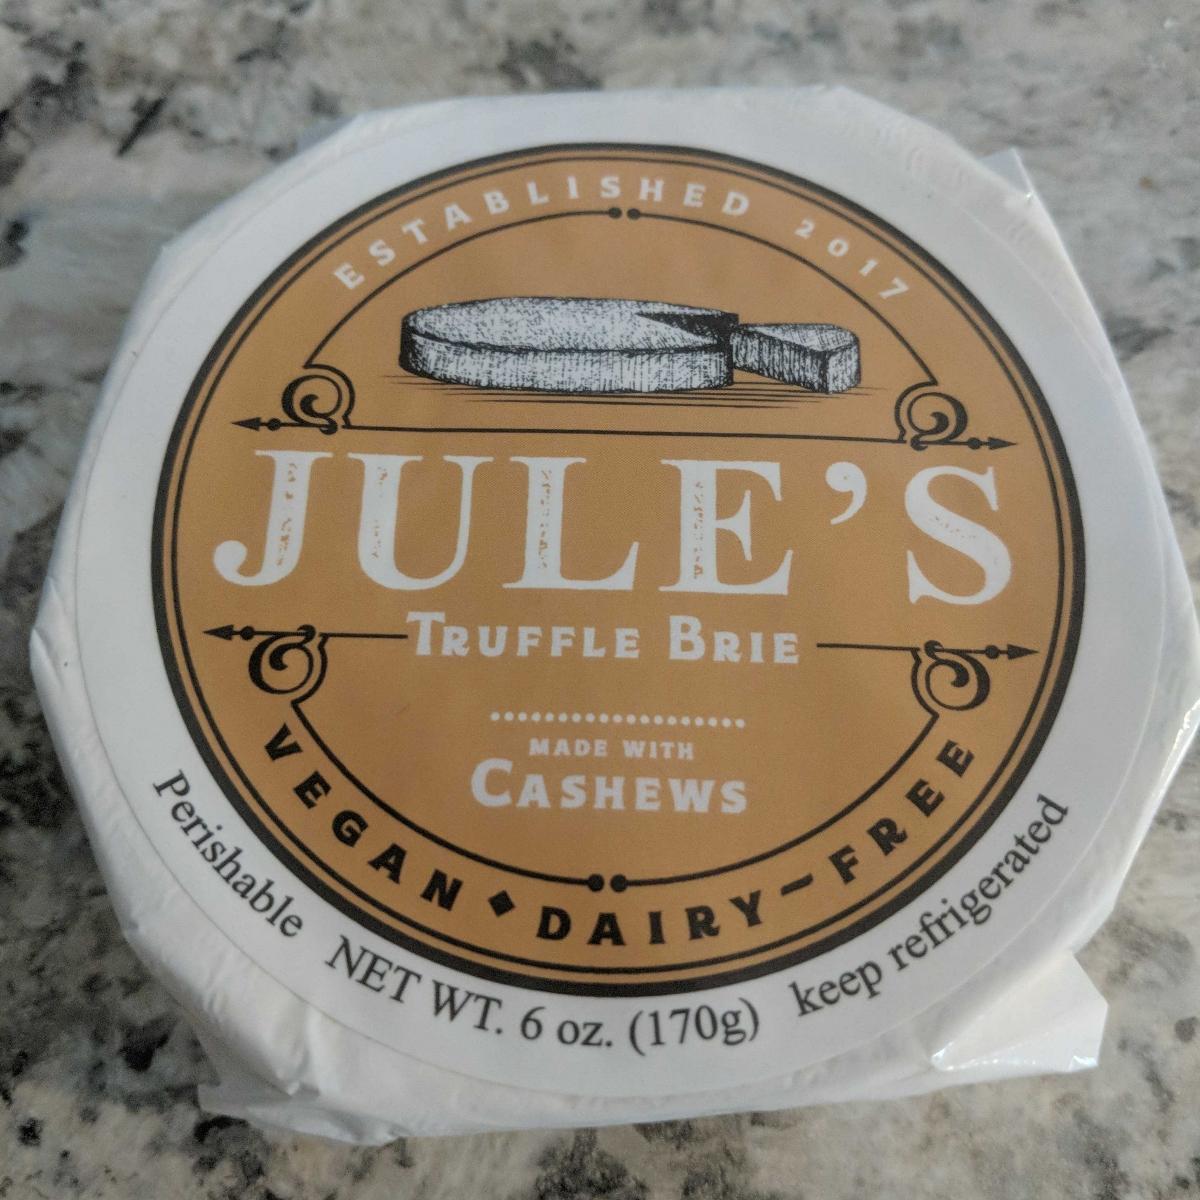 ESTABLISHED 2017
JULE'S
TRUFFLE BRIE
MADE WITH
CASHEWS
VEGAN ◆ DAIRY-FREE
Perishable NET WT. 6 oz. (170g) keep refrigerated